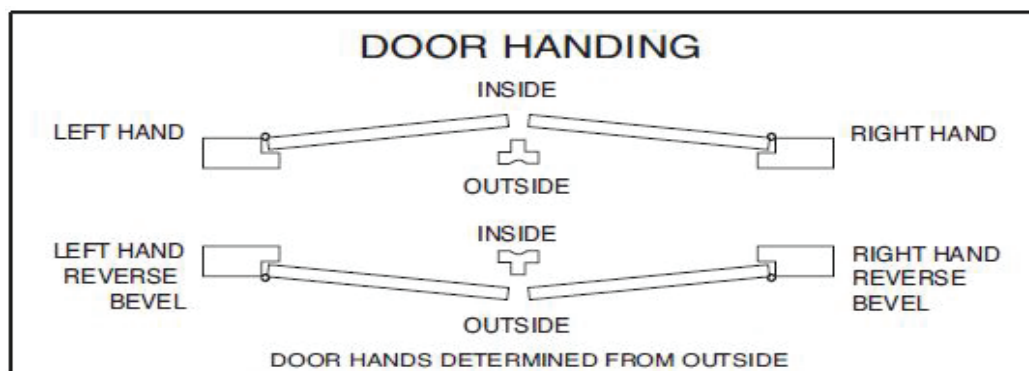 DOOR HANDING
INSIDE
LEFT HAND
RIGHT HAND
OUTSIDE
INSIDE
LEFT HAND
REVERSE
BEVEL
RIGHT HAND
REVERSE
BEVEL
OUTSIDE
DOOR HANDS DETERMINED FROM OUTSIDE